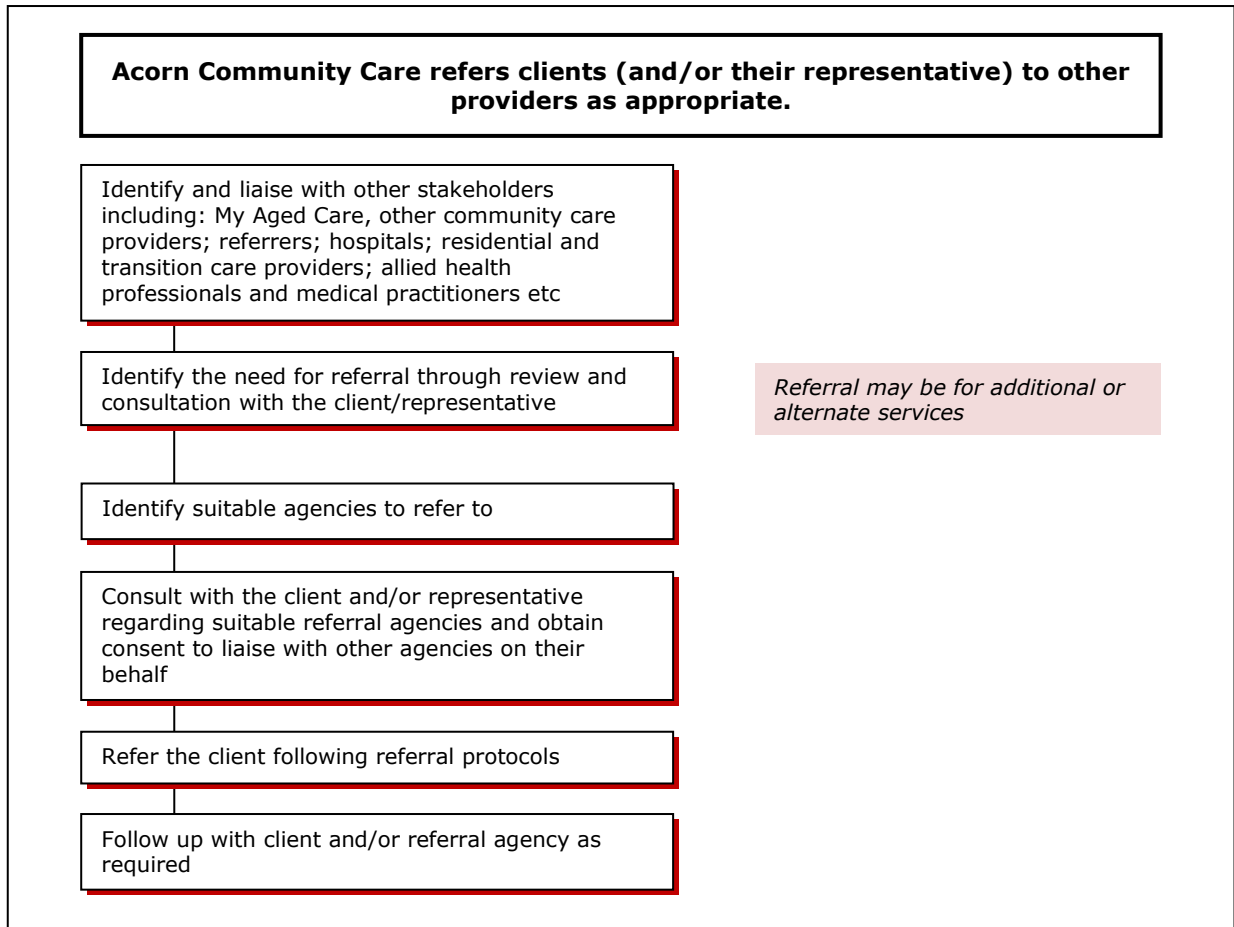 Acorn Community Care refers clients (and/or their representative) to other
providers as appropriate.
Identify and liaise with other stakeholders
including: My Aged Care, other community care
providers; referrers; hospitals; residential and
transition care providers; allied health
professionals and medical practitioners etc
Identify the need for referral through review and
consultation with the client/representative
Referral may be for additional or
alternate services
Identify suitable agencies to refer to
Consult with the client and/or representative
regarding suitable referral agencies and obtain
consent to liaise with other agencies on their
behalf
Refer the client following referral protocols
Follow up with client and/or referral agency as
required